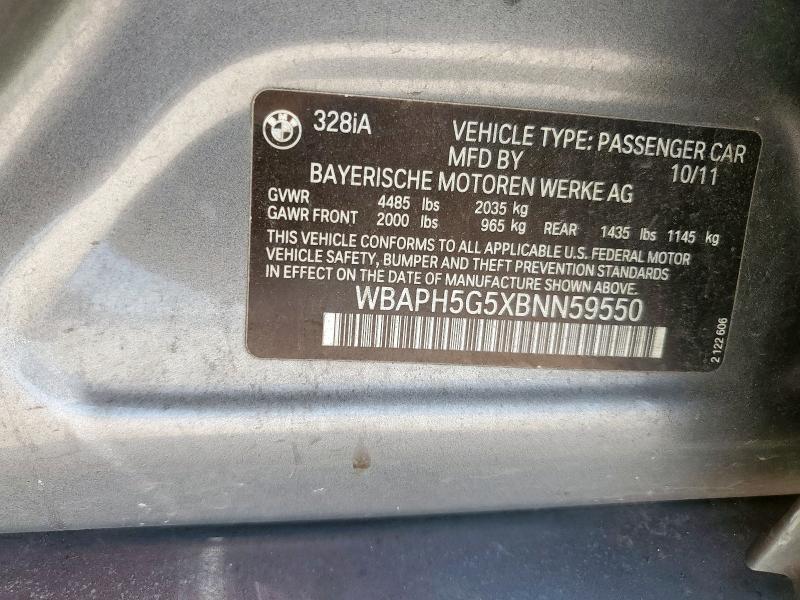 BMW
328iA
VEHICLE TYPE: PASSENGER CAR
MFD BY 10/11
BAYERISCHE MOTOREN WERKE AG
GVWR 4485 lbs 2035 kg
GAWR FRONT 2000 lbs 965 kg REAR 1435 lbs 1145 kg
THIS VEHICLE CONFORMS TO ALL APPLICABLE U.S. FEDERAL MOTOR
VEHICLE SAFETY, BUMPER AND THEFT PREVENTION STANDARDS
IN EFFECT ON THE DATE OF MANUFACTURE SHOWN ABOVE.
WBAPH5G5XBNN59550
2 122 606